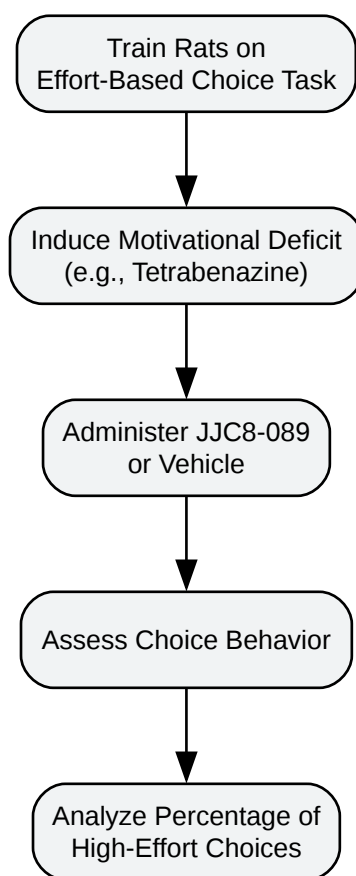 Train Rats on
Effort-Based Choice Task
Induce Motivational Deficit
(e.g., Tetrabenazine)
Administer JJC8-089
or Vehicle
Assess Choice Behavior
Analyze Percentage of
High-Effort Choices